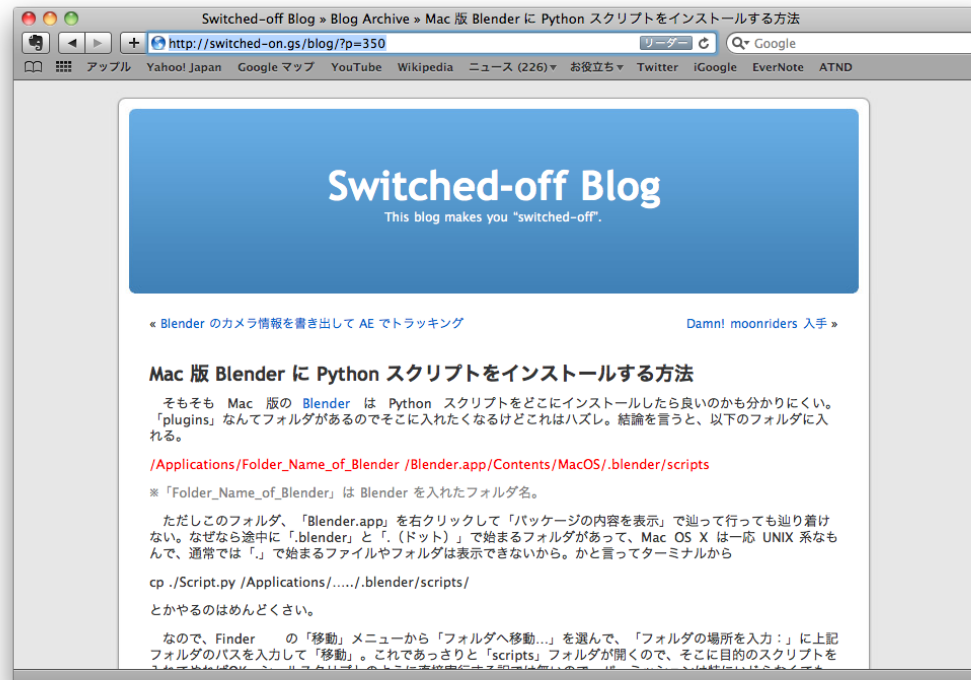 Switched-off Blog » Blog Archive » Mac 版 Blender に Python スクリプトをインストールする方法
http://switched-on.gs/blog/?p=350 リーダー Google
アップル Yahoo! Japan Google マップ YouTube Wikipedia ニュース (226) お役立ち Twitter iGoogle EverNote ATND
Switched-off Blog
This blog makes you “switched-off”.
« Blender のカメラ情報を書き出して AE でトラッキング Damn! moonriders 入手 »
Mac 版 Blender に Python スクリプトをインストールする方法
そもそも Mac 版の Blender は Python スクリプトをどこにインストールしたら良いのかも分かりにくい。
「plugins」なんてフォルダがあるのでそこに入れたくなるけどこれはハズレ。結論を言うと、以下のフォルダに入
れる。
/Applications/Folder_Name_of_Blender /Blender.app/Contents/MacOS/.blender/scripts
※「Folder_Name_of_Blender」は Blender を入れたフォルダ名。
ただしこのフォルダ、「Blender.app」を右クリックして「パッケージの内容を表示」で辿って行っても辿り着け
ない。なぜなら途中に「.blender」と「.（ドット）」で始まるフォルダがあって、Mac OS X は一応 UNIX 系なも
んで、通常では「.」で始まるファイルやフォルダは表示できないから。かと言ってターミナルから
cp ./Script.py /Applications/...../.blender/scripts/
とかやるのはめんどくさい。
なので、Finder の「移動」メニューから「フォルダへ移動...」を選んで、「フォルダの場所を入力：」に上記
フォルダのパスを入力して「移動」。これであっさりと「scripts」フォルダが開くので、そこに目的のスクリプトを